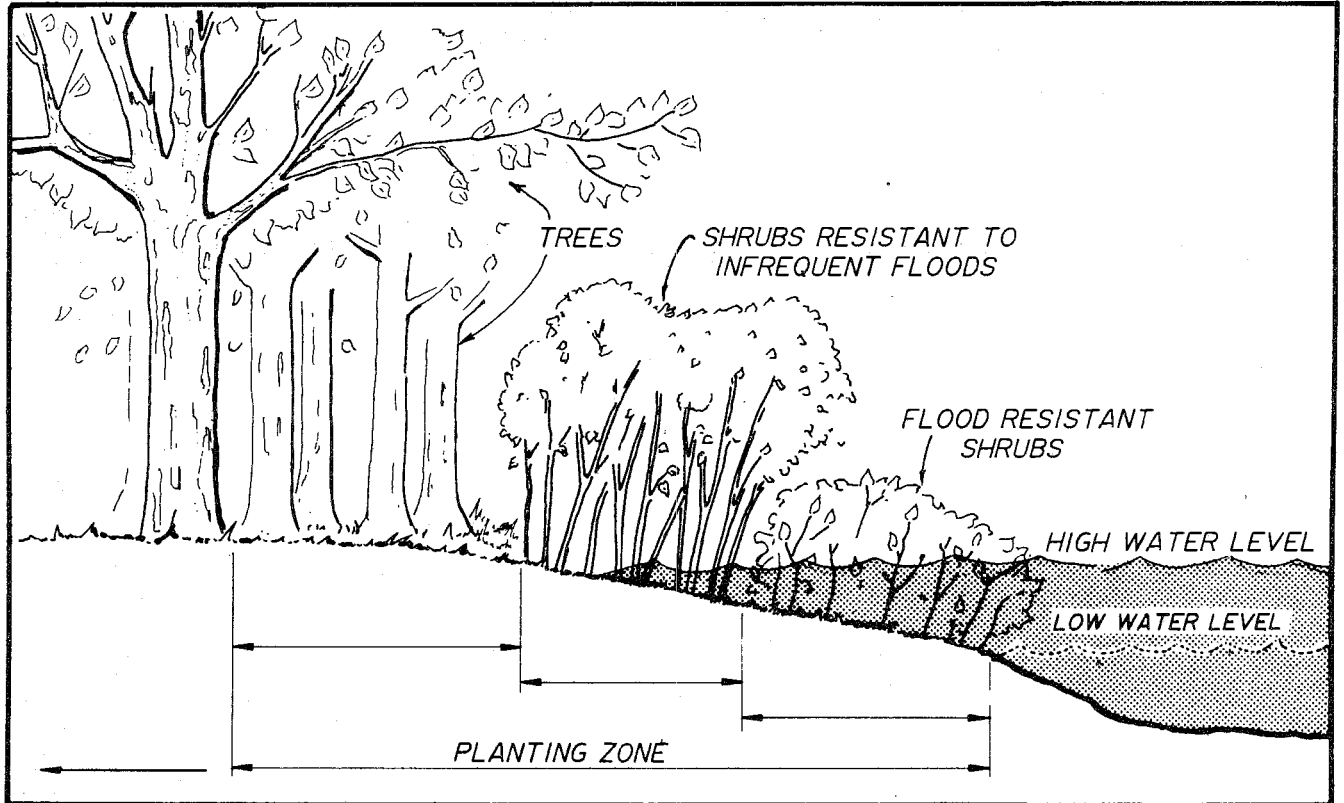 TREES
SHRUBS RESISTANT TO
INFREQUENT FLOODS
FLOOD RESISTANT
SHRUBS
HIGH WATER LEVEL
LOW WATER LEVEL
PLANTING ZONE